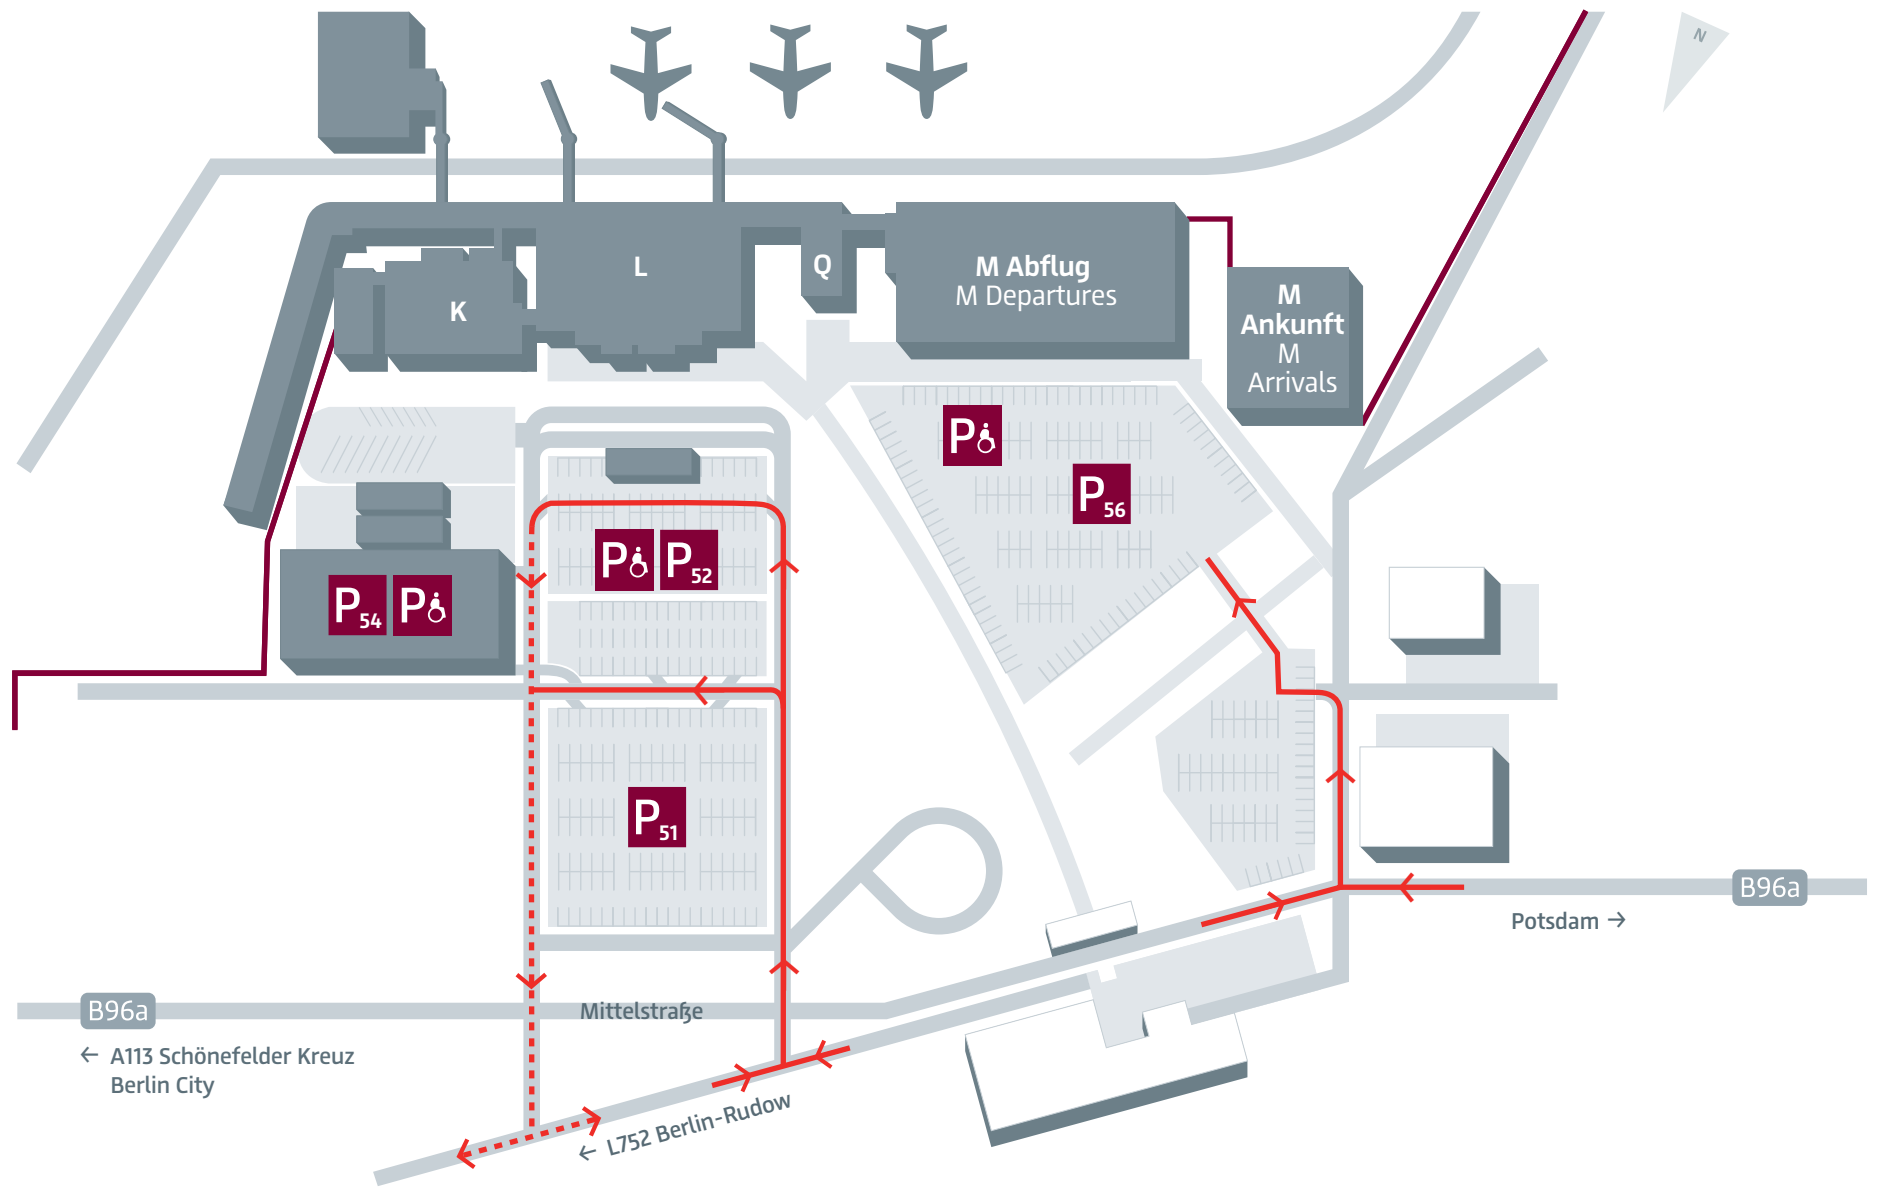 N
L
Q
K
M Abflug
M Departures
M
Ankunft
M
Arrivals
P
P56
P P52
P54 P
P51
B96a
Potsdam →
B96a
Mittelstraße
← A113 Schönefelder Kreuz
Berlin City
← L752 Berlin-Rudow